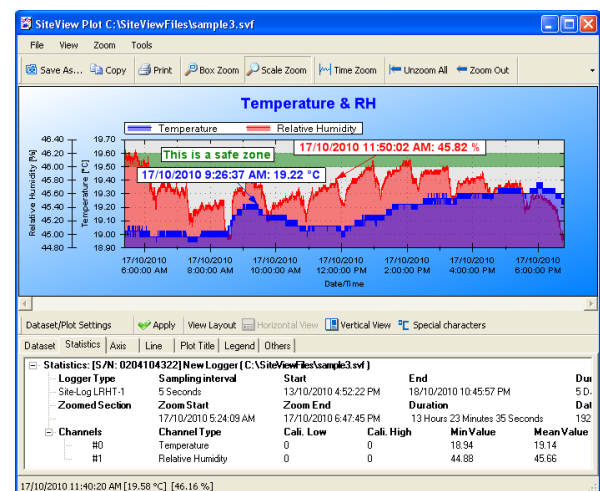 SiteView Plot C:\SiteViewFiles\sample3.svf
File View Zoom Tools
Save As... Copy Print Box Zoom Scale Zoom Time Zoom Unzoom All Zoom Out
Temperature & RH
Temperature Relative Humidity
Relative Humidity [%]
46.40
46.20
46.00
45.80
45.60
45.40
45.20
45.00
44.80
Temperature [°C]
19.70
19.60
19.50
19.40
19.30
19.20
19.10
19.00
18.90
17/10/2010 11:50:02 AM: 45.82 %
This is a safe zone
17/10/2010 9:26:37 AM: 19.22 °C
17/10/2010 17/10/2010 17/10/2010 17/10/2010 17/10/2010 17/10/2010 17/10/2010
6:00:00 AM 8:00:00 AM 10:00:00 AM 12:00:00 PM 2:00:00 PM 4:00:00 PM 6:00:00 PM
Date/Time
Dataset/Plot Settings Apply View Layout Horizontal View Vertical View Special characters
Dataset Statistics Axis Line Plot Title Legend Others
Statistics: [S/N: 0204104322] New Logger ( C:\SiteViewFiles\sample3.svf )
Logger Type Sampling interval Start End Dur
Site-Log LRHT-1 5 Seconds 13/10/2010 4:52:22 PM 18/10/2010 10:45:57 PM 5 D
Zoomed Section Zoom Start Zoom End Duration Dat
17/10/2010 5:24:09 AM 17/10/2010 6:47:45 PM 13 Hours 23 Minutes 35 Seconds 192
Channels Channel Type Cali. Low Cali. High Min Value Mean Value
#0 Temperature 0 0 18.94 19.14
#1 Relative Humidity 0 0 44.88 45.66
17/10/2010 11:40:20 AM [19.58 °C] [46.16 %]